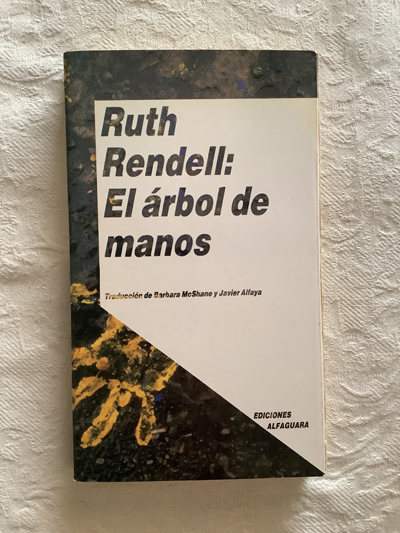 Ruth
Rendell:
El árbol de
manos
Traducción de Barbara McShane y Javier Alfaya
EDICIONES
ALFAGUARA